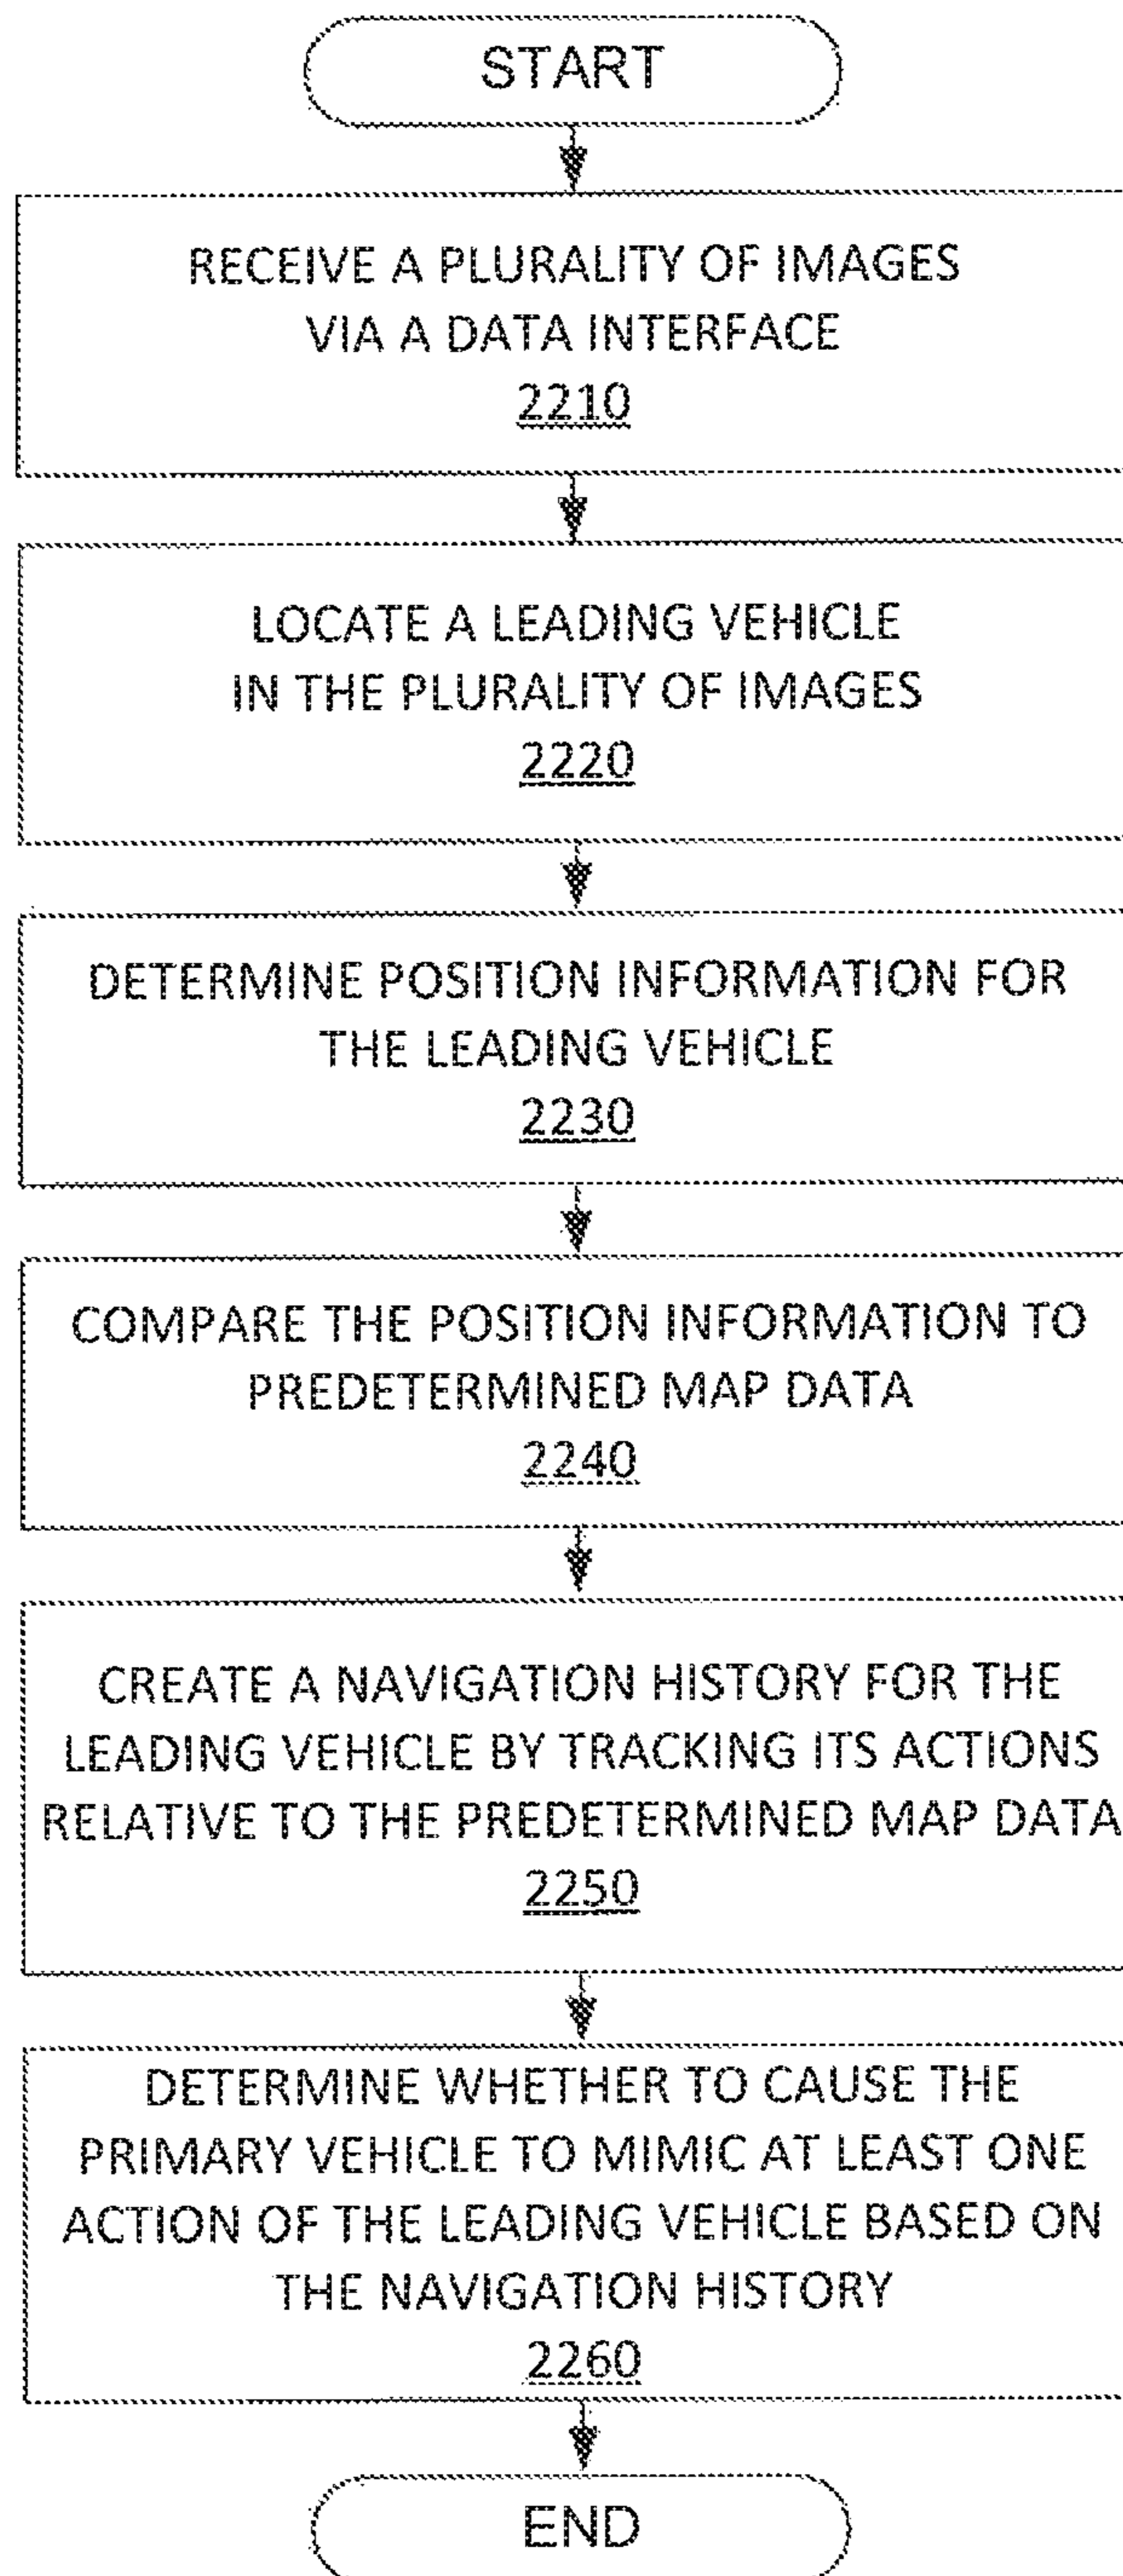 START
RECEIVE A PLURALITY OF IMAGES
VIA A DATA INTERFACE
2210
LOCATE A LEADING VEHICLE
IN THE PLURALITY OF IMAGES
2220
DETERMINE POSITION INFORMATION FOR
THE LEADING VEHICLE
2230
COMPARE THE POSITION INFORMATION TO
PREDETERMINED MAP DATA
2240
CREATE A NAVIGATION HISTORY FOR THE
LEADING VEHICLE BY TRACKING ITS ACTIONS
RELATIVE TO THE PREDETERMINED MAP DATA
2250
DETERMINE WHETHER TO CAUSE THE
PRIMARY VEHICLE TO MIMIC AT LEAST ONE
ACTION OF THE LEADING VEHICLE BASED ON
THE NAVIGATION HISTORY
2260
END